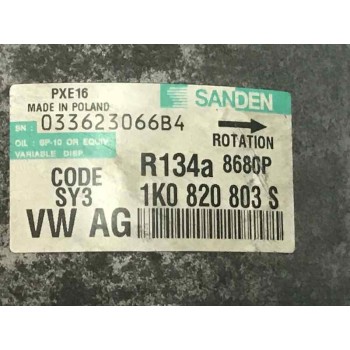 PXE16
MADE IN POLAND
SANDEN
SN: 033623066B4
ROTATION
OIL: SP-10 OR EQUIV
VARIABLE DISP.
R134a 8680P
CODE
SY3
1K0 820 803 S
VW AG